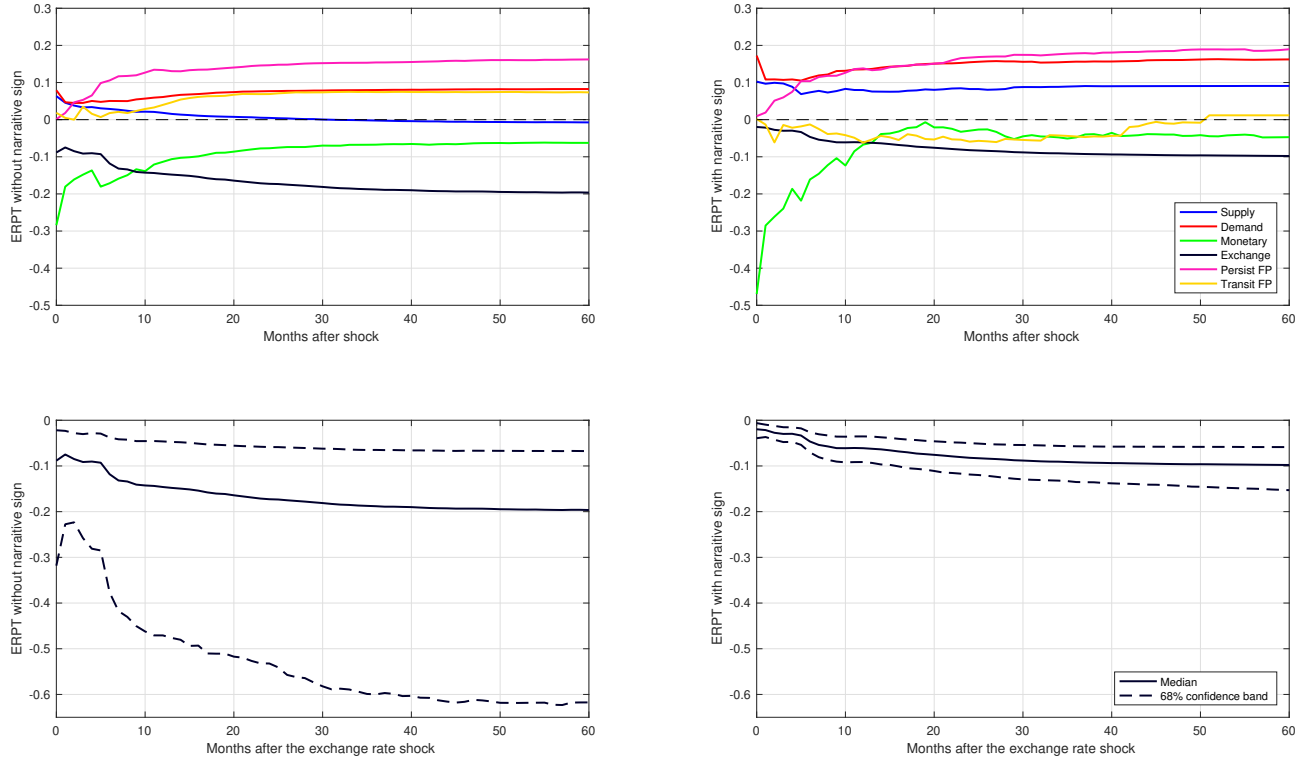 ERPT without narrative sign
0.3
0.2
0.1
0
-0.1
-0.2
-0.3
-0.4
-0.5
0 10 20 30 40 50 60
Months after shock
ERPT with narraitive sign
0.3
0.2
0.1
0
-0.1
-0.2
-0.3
-0.4
-0.5
0 10 20 30 40 50 60
Months after shock
Supply
Demand
Monetary
Exchange
Persist FP
Transit FP
ERPT without narrative sign
0
-0.1
-0.2
-0.3
-0.4
-0.5
-0.6
0 10 20 30 40 50 60
Months after the exchange rate shock
ERPT with narraitive sign
0
-0.1
-0.2
-0.3
-0.4
-0.5
-0.6
0 10 20 30 40 50 60
Months after the exchange rate shock
Median
68% confidence band